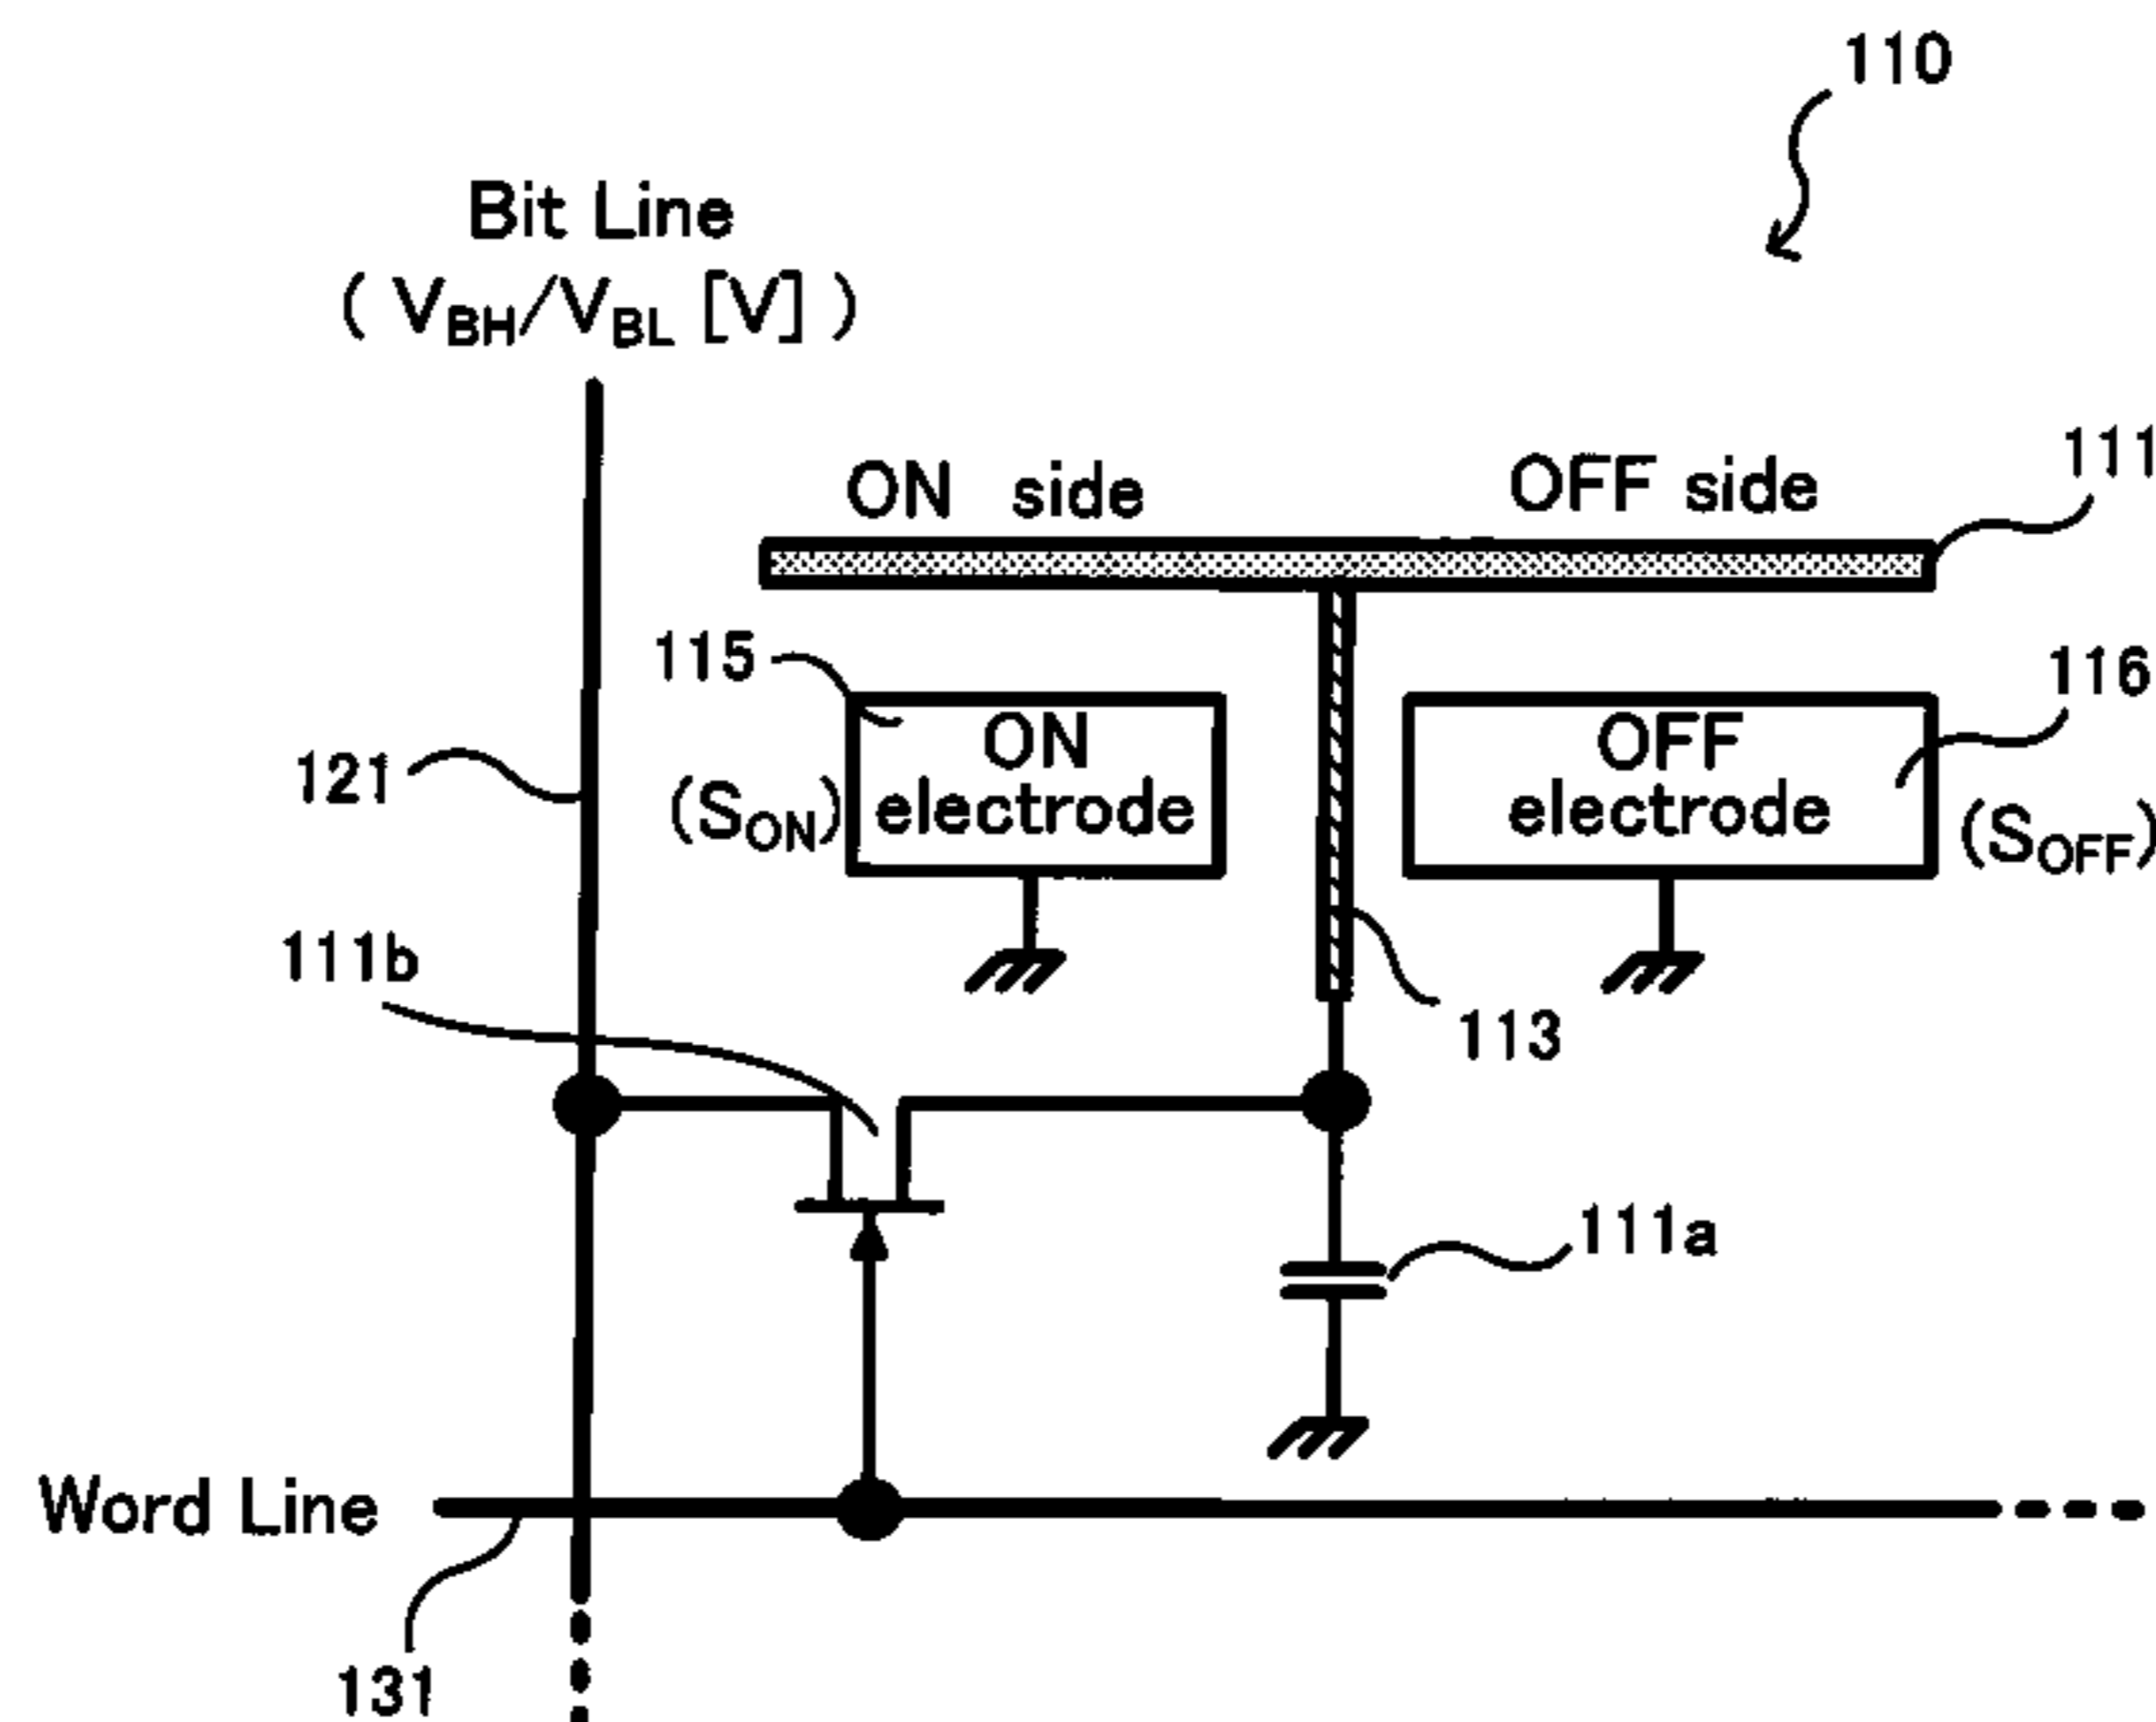 110
Bit Line
( VBH/VBL [V] )
ON side
OFF side
111
115
116
ON
electrode
(SON)
OFF
electrode
(SOFF)
121
111b
113
111a
Word Line
131